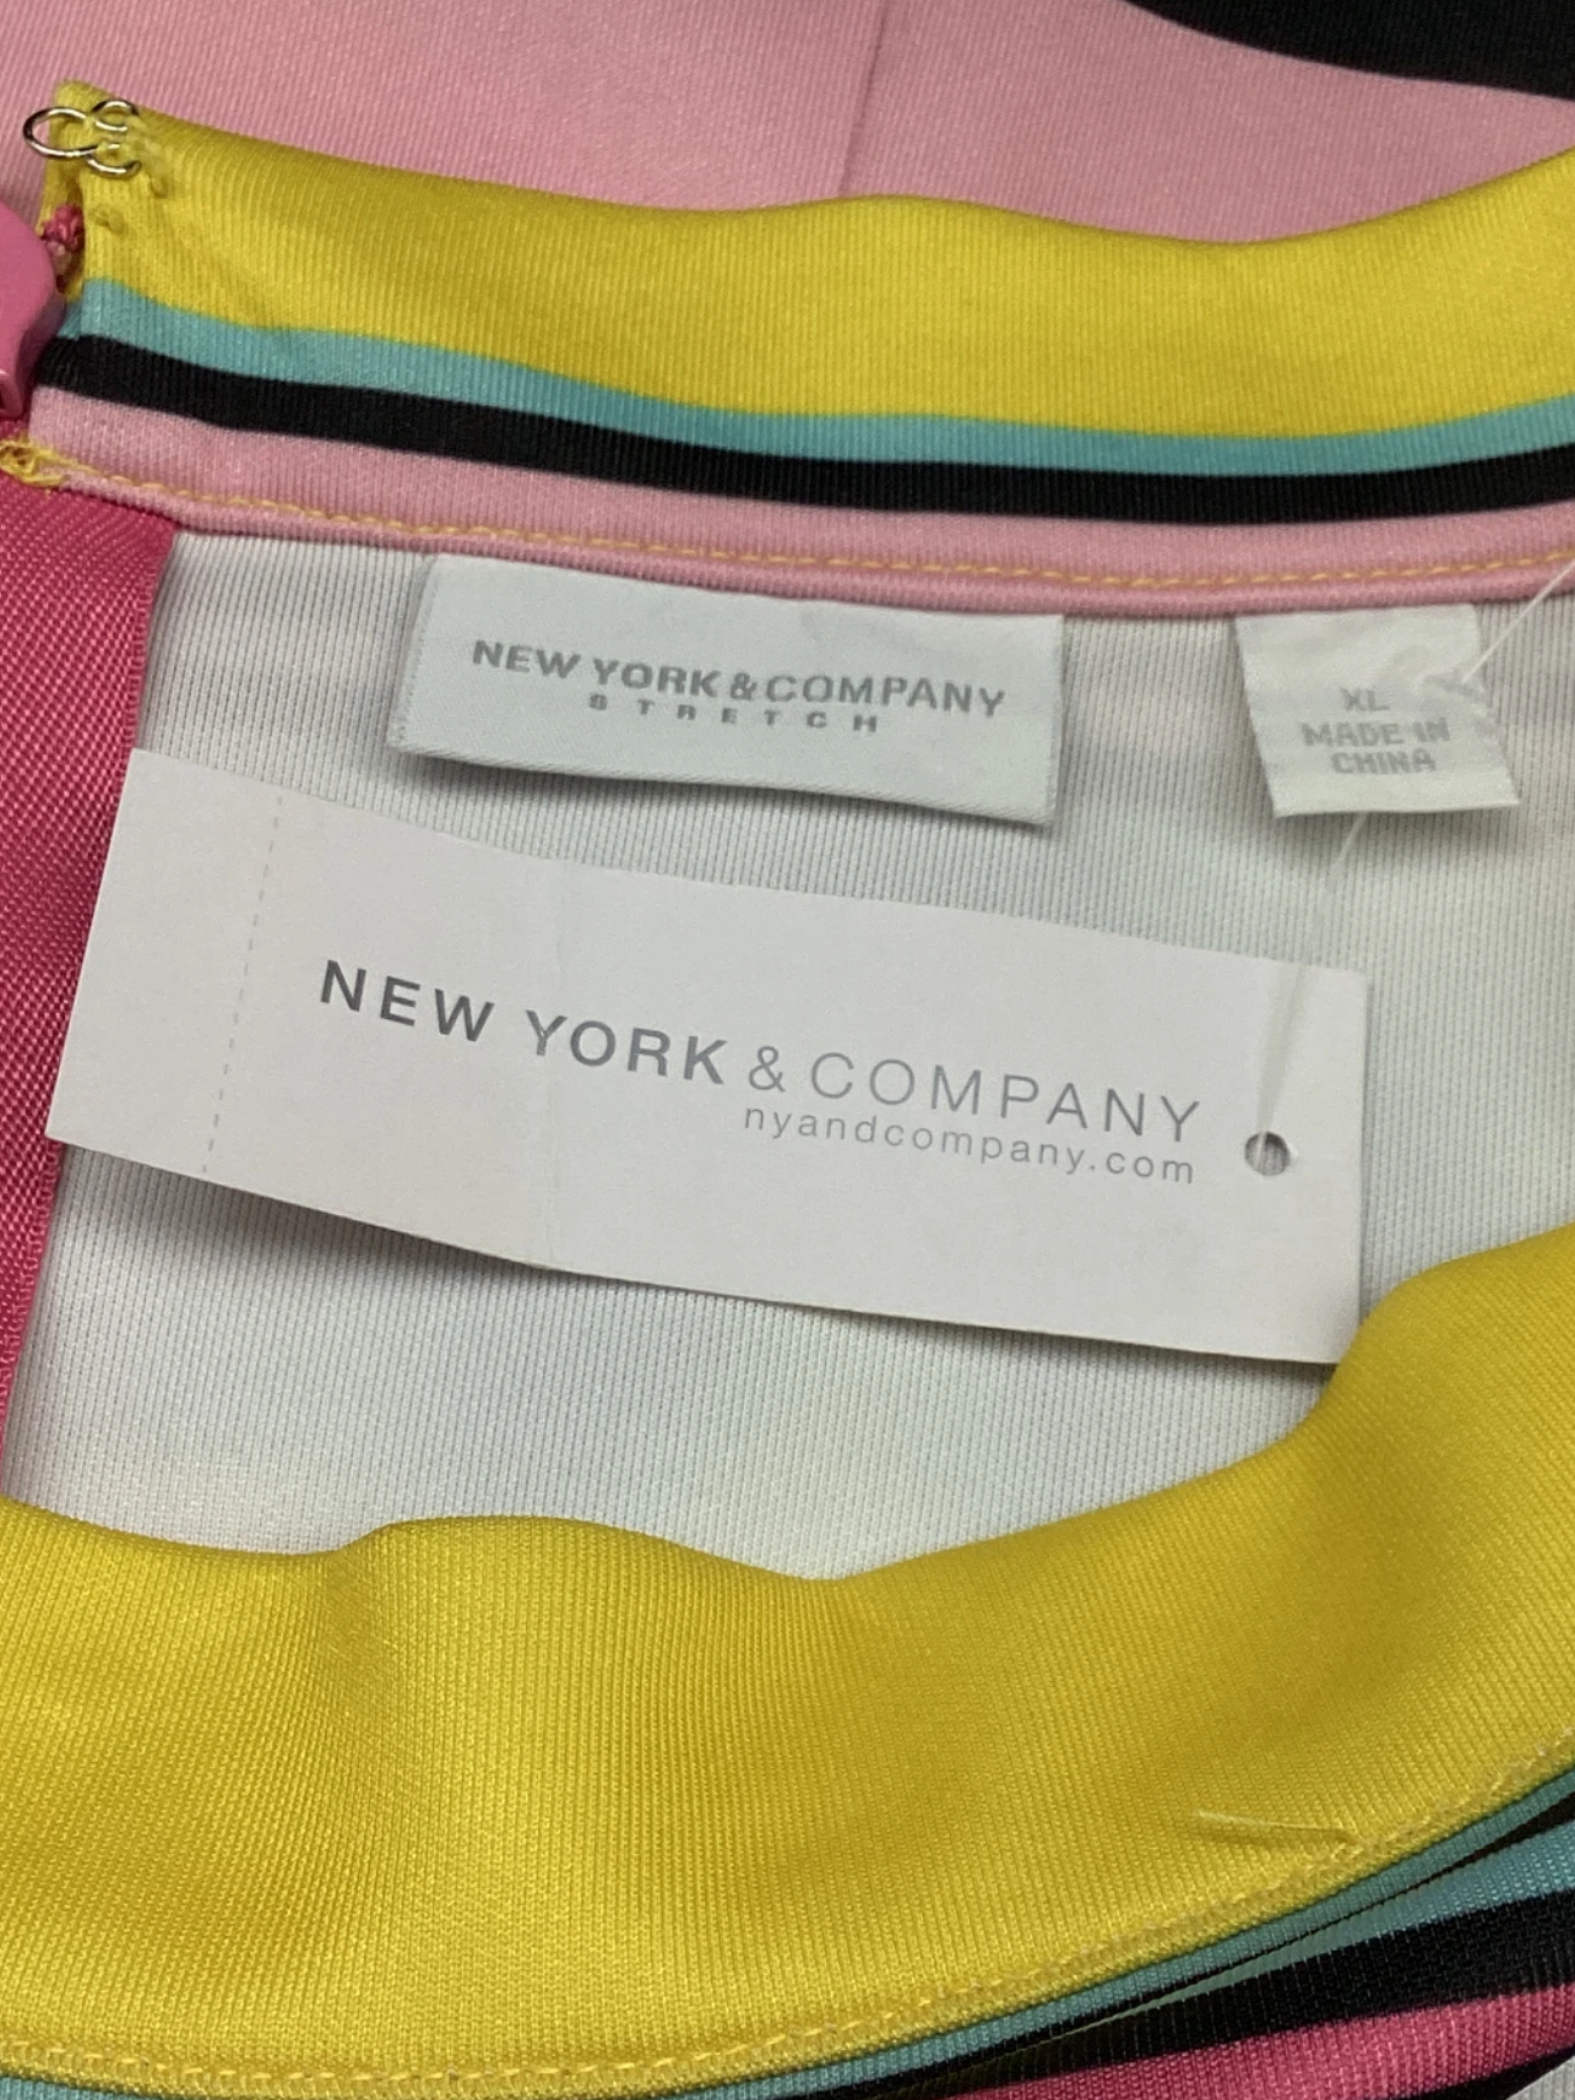 NEW YORK & COMPANY
STRETCH
XL
MADE IN
CHINA
NEW YORK & COMPANY
nyandcompany.com